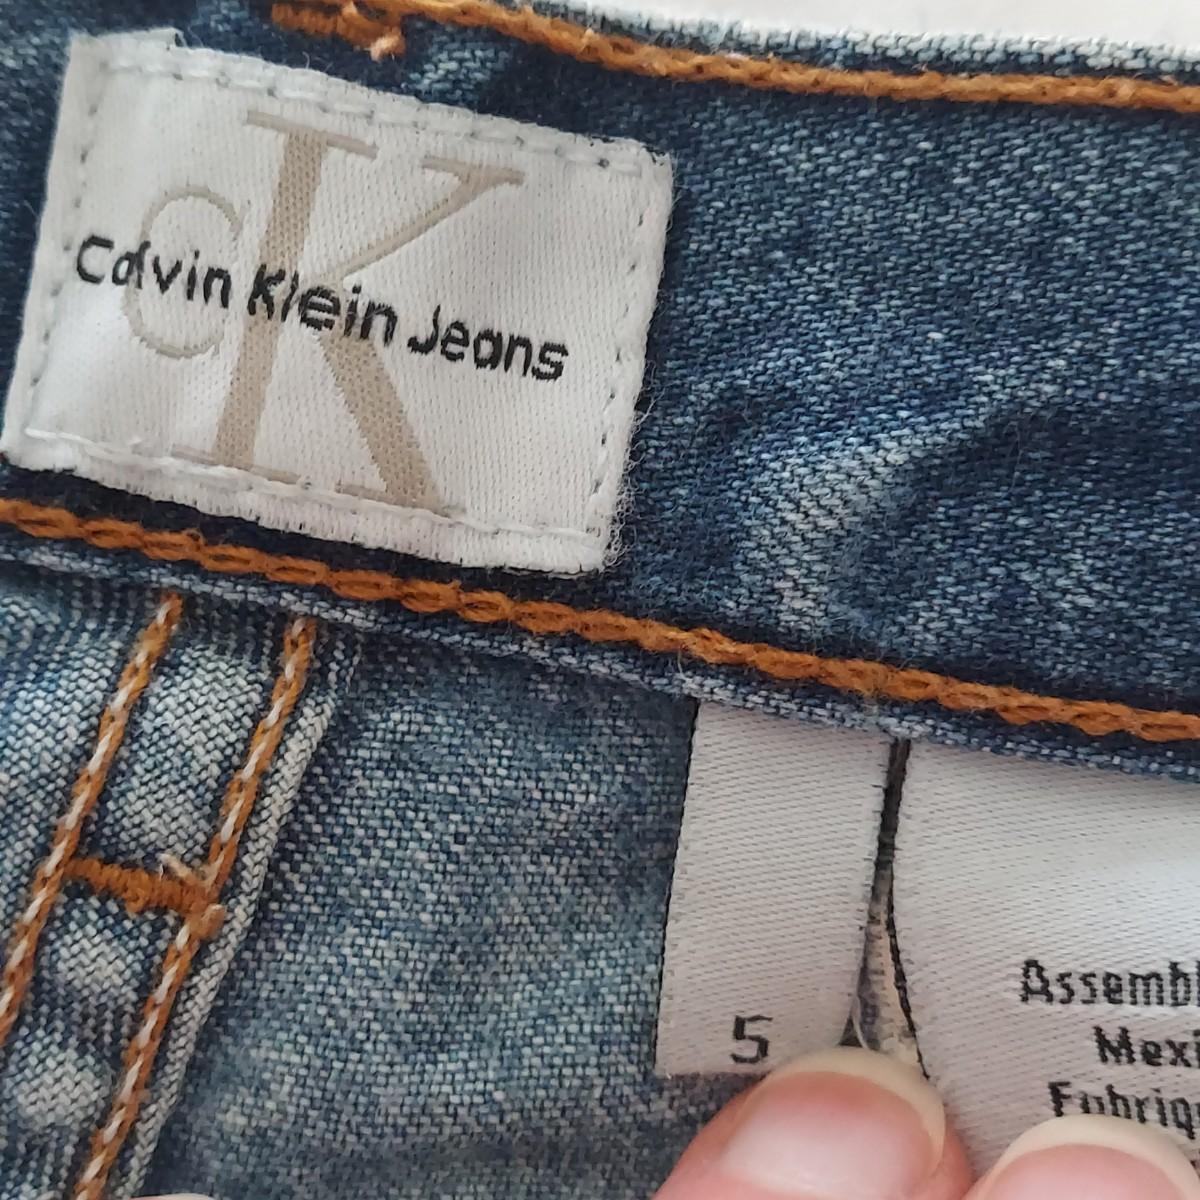 cK
Calvin Klein Jeans
5
Assembl
Mexi
Fabriq